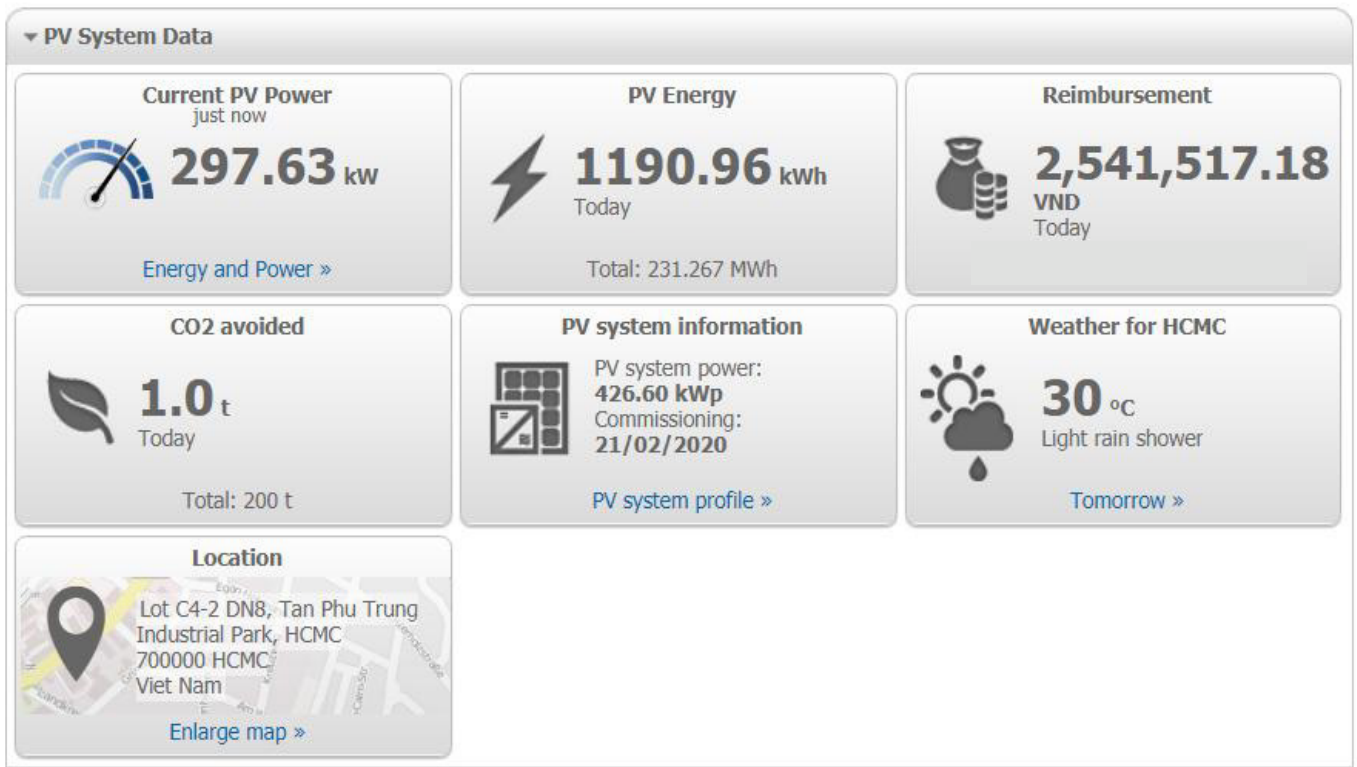 PV System Data
Current PV Power
just now
297.63 kW
Energy and Power »
PV Energy
1190.96 kWh
Today
Total: 231.267 MWh
Reimbursement
2,541,517.18
VND
Today
CO2 avoided
1.0 t
Today
Total: 200 t
PV system information
PV system power:
426.60 kWp
Commissioning:
21/02/2020
PV system profile »
Weather for HCMC
30 ºC
Light rain shower
Tomorrow »
Location
Lot C4-2 DN8, Tan Phu Trung
Industrial Park, HCMC
700000 HCMC
Viet Nam
Enlarge map »